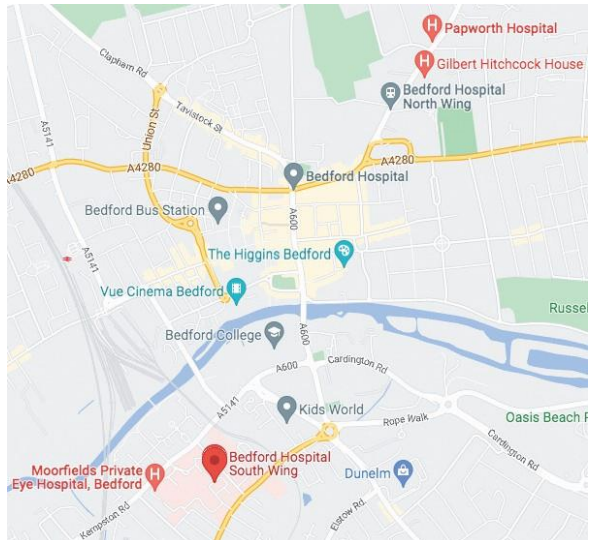 Papworth Hospital
H
Clapham Rd
Gilbert Hitchcock House
H
Bedford Hospital
North Wing
Tavistock St
A5141
Union St
A4280
A4280
A4280
Bedford Hospital
Bedford Bus Station
A600
A5141
The Higgins Bedford
Vue Cinema Bedford
Russel
Bedford College
A600
A600
Cardington Rd
A5141
Kids World
Rope Walk
Oasis Beach P
Cardington Rd
Bedford Hospital
South Wing
Moorfields Private
Eye Hospital, Bedford
H
Dunelm
Kempston Rd
Elstow Rd